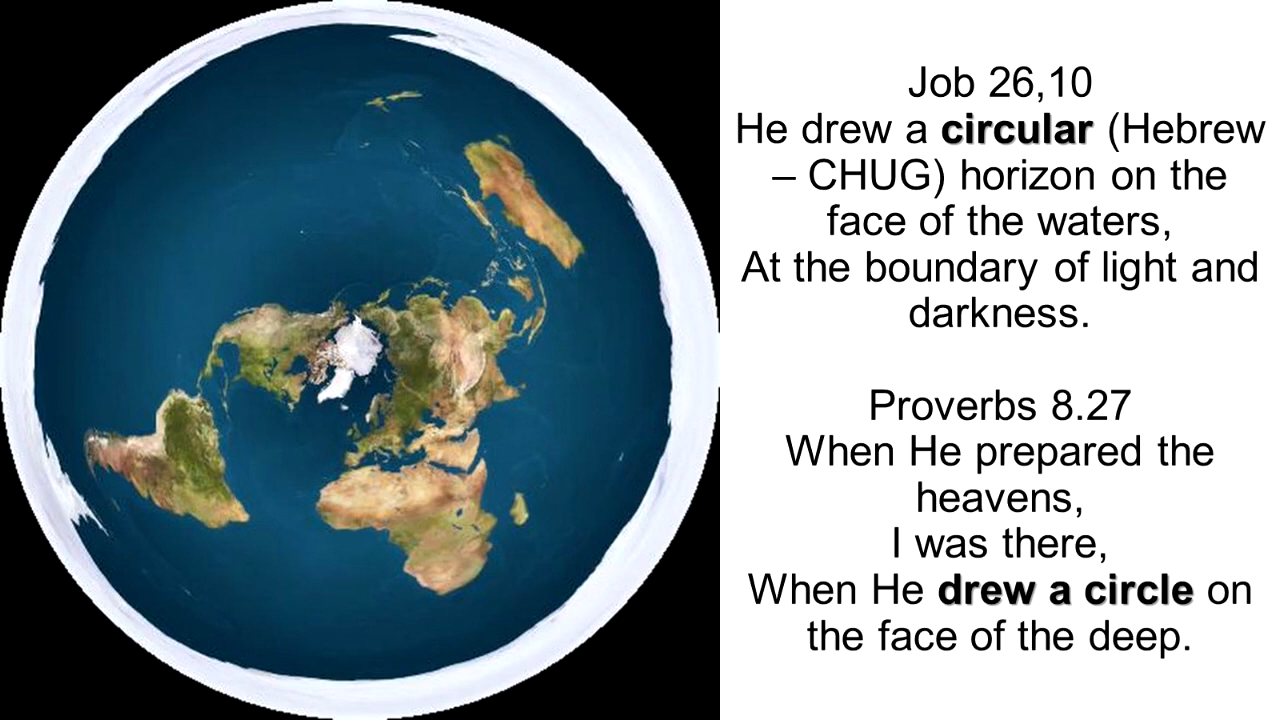 Job 26,10
He drew a circular (Hebrew
– CHUG) horizon on the
face of the waters,
At the boundary of light and
darkness.
Proverbs 8.27
When He prepared the
heavens,
I was there,
When He drew a circle on
the face of the deep.